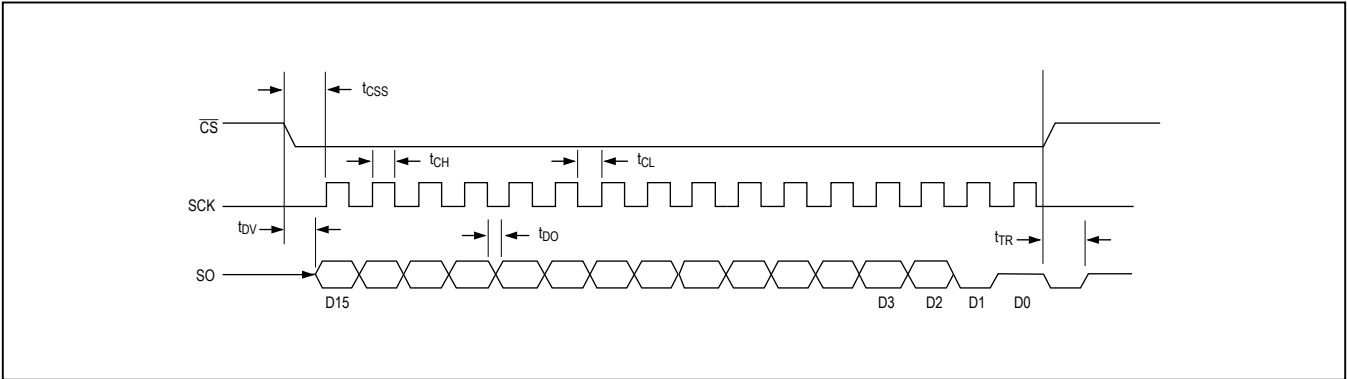 tCSS
CS
tCH
tCL
SCK
tDV
tDO
tTR
SO
D15
D3
D2
D1
D0